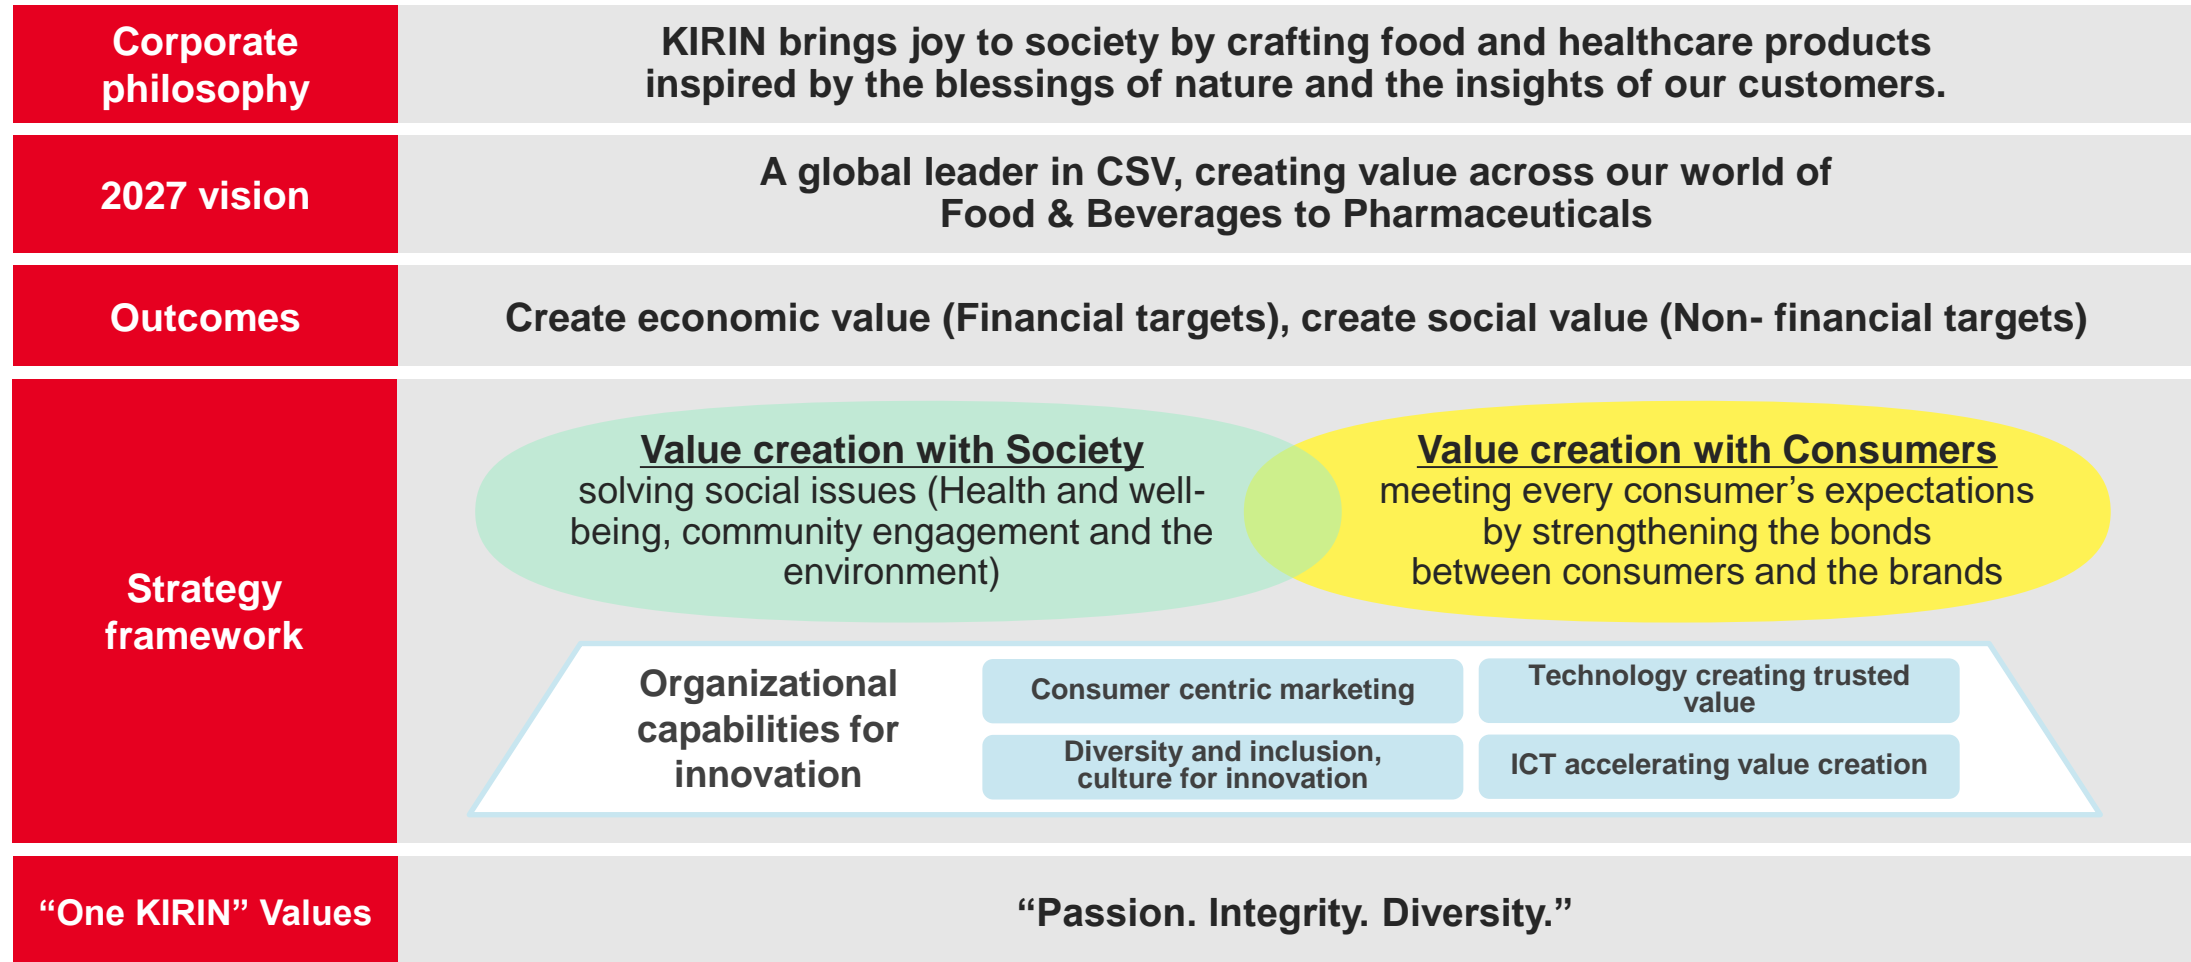 Corporate
philosophy
KIRIN brings joy to society by crafting food and healthcare products
inspired by the blessings of nature and the insights of our customers.
2027 vision
A global leader in CSV, creating value across our world of
Food & Beverages to Pharmaceuticals
Outcomes
Create economic value (Financial targets), create social value (Non- financial targets)
Strategy
framework
Value creation with Society
solving social issues (Health and well-
being, community engagement and the
environment)
Value creation with Consumers
meeting every consumer’s expectations
by strengthening the bonds
between consumers and the brands
Organizational
capabilities for
innovation
Consumer centric marketing
Technology creating trusted
value
Diversity and inclusion,
culture for innovation
ICT accelerating value creation
“One KIRIN” Values
“Passion. Integrity. Diversity.”